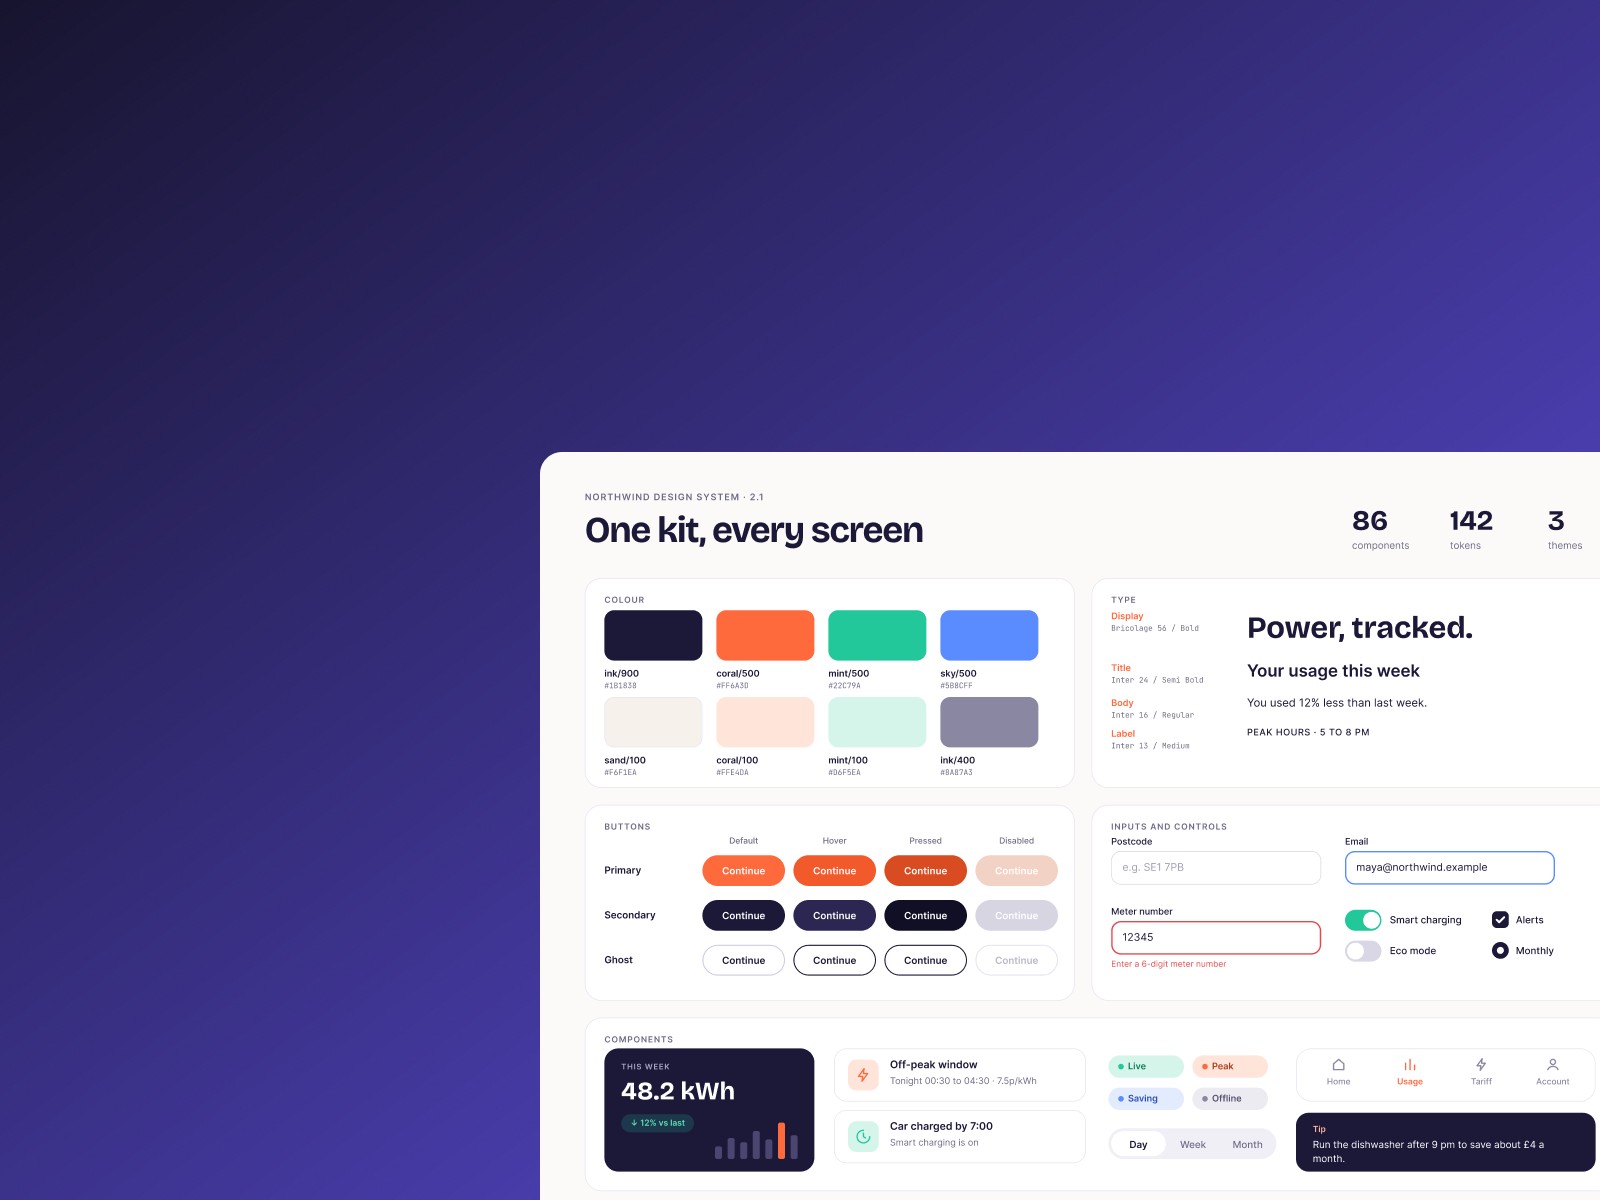 NORTHWIND DESIGN SYSTEM · 2.1
One kit, every screen
86
components
142
tokens
3
themes
COLOUR
ink/900
#1B1838
coral/500
#FF6A3D
mint/500
#22C79A
sky/500
#5B8CFF
sand/100
#F6F1EA
coral/100
#FFE4DA
mint/100
#D6F5EA
ink/400
#8A87A3
TYPE
Display
Bricolage 56 / Bold
Power, tracked.
Title
Inter 24 / Semi Bold
Your usage this week
Body
Inter 16 / Regular
You used 12% less than last week.
Label
Inter 13 / Medium
PEAK HOURS · 5 TO 8 PM
BUTTONS
Default
Hover
Pressed
Disabled
Primary
Continue
Continue
Continue
Continue
Secondary
Continue
Continue
Continue
Continue
Ghost
Continue
Continue
Continue
Continue
INPUTS AND CONTROLS
Postcode
e.g. SE1 7PB
Email
maya@northwind.example
Meter number
12345
Enter a 6-digit meter number
Smart charging
Alerts
Eco mode
Monthly
COMPONENTS
THIS WEEK
48.2 kWh
↓ 12% vs last
Off-peak window
Tonight 00:30 to 04:30 · 7.5p/kWh
Car charged by 7:00
Smart charging is on
Live
Peak
Saving
Offline
Day
Week
Month
Home
Usage
Tariff
Account
Tip
Run the dishwasher after 9 pm to save about £4 a
month.